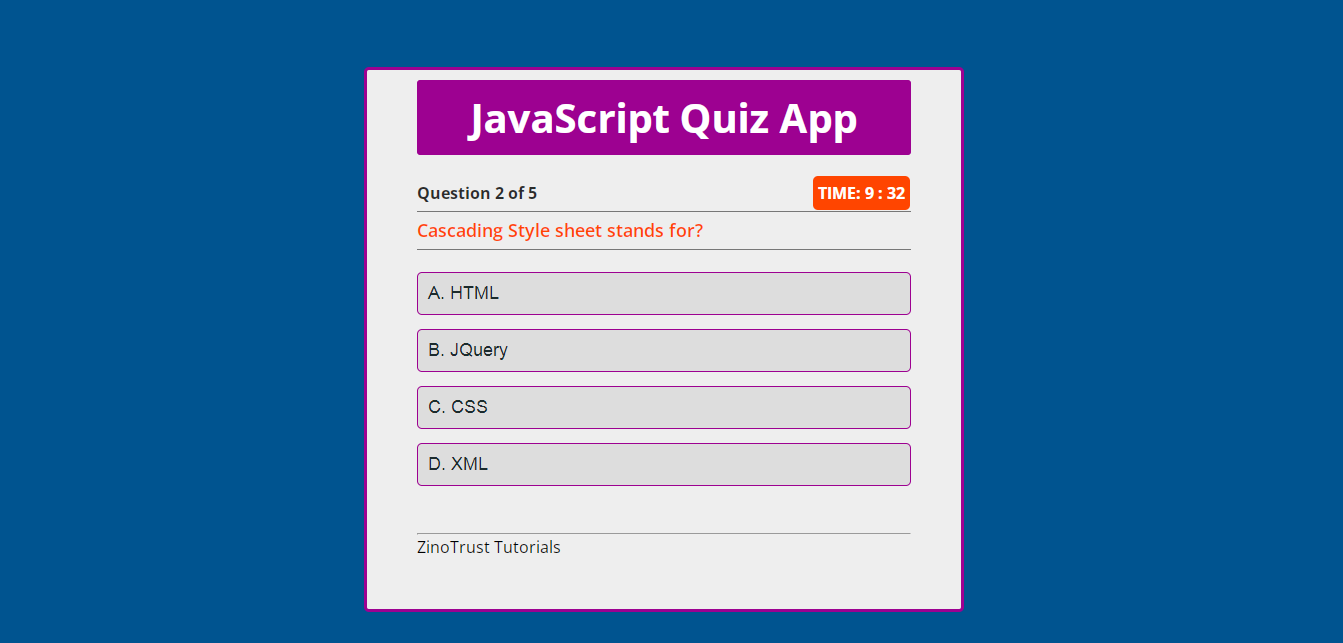 JavaScript Quiz App
Question 2 of 5
TIME: 9 : 32
Cascading Style sheet stands for?
A. HTML
B. JQuery
C. CSS
D. XML
ZinoTrust Tutorials